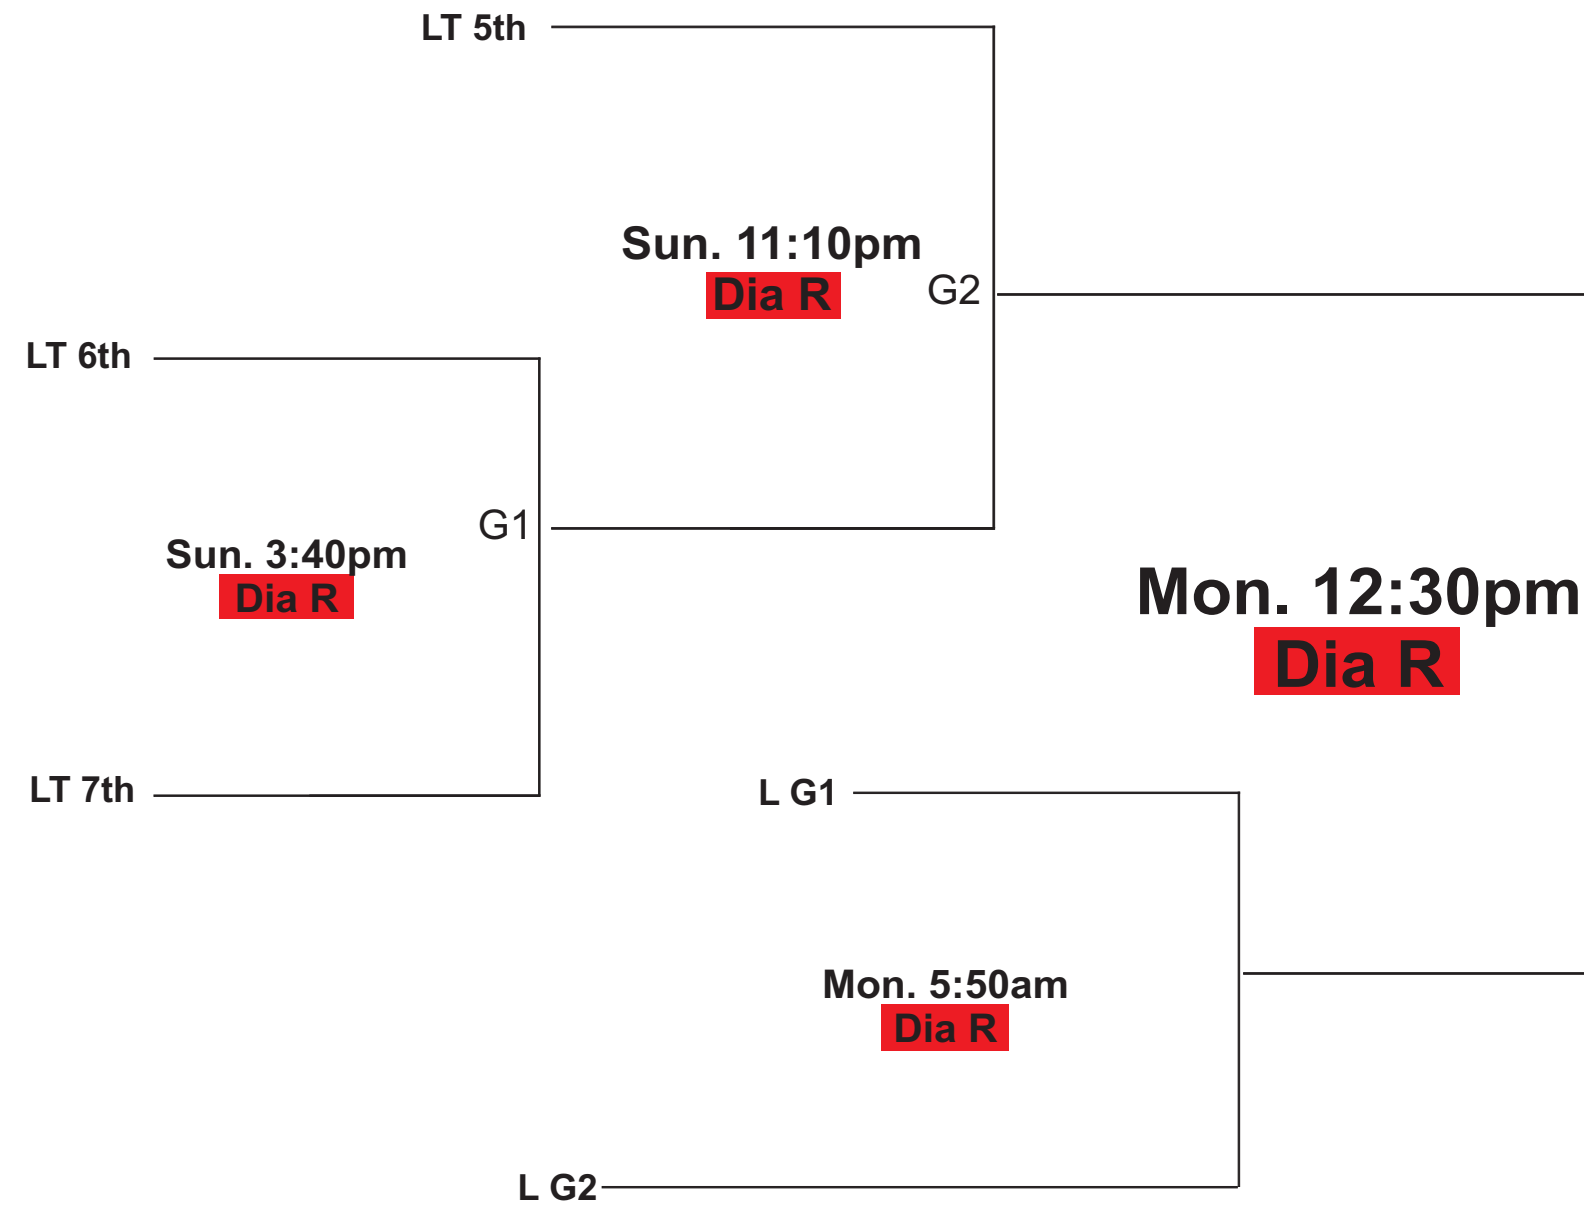 LT 5th
Sun. 11:10pm
Dia R
G2
LT 6th
G1
Sun. 3:40pm
Dia R
Mon. 12:30pm
Dia R
LT 7th
L G1
Mon. 5:50am
Dia R
L G2